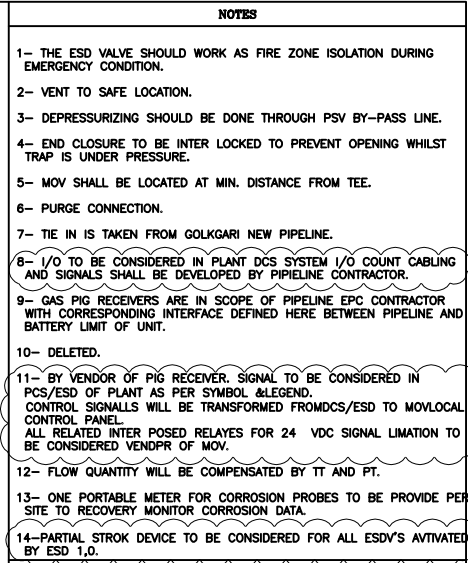 NOTES
1- THE ESD VALVE SHOULD WORK AS FIRE ZONE ISOLATION DURING
EMERGENCY CONDITION.
2- VENT TO SAFE LOCATION.
3- DEPRESSURIZING SHOULD BE DONE THROUGH PSV BY-PASS LINE.
4- END CLOSURE TO BE INTER LOCKED TO PREVENT OPENING WHILST
TRAP IS UNDER PRESSURE.
5- MOV SHALL BE LOCATED AT MIN. DISTANCE FROM TEE.
6- PURGE CONNECTION.
7- TIE IN IS TAKEN FROM GOLKGARI NEW PIPELINE.
8- I/O TO BE CONSIDERED IN PLANT DCS SYSTEM I/O COUNT CABLING
AND SIGNALS SHALL BE DEVELOPED BY PIPIELINE CONTRACTOR.
9- GAS PIG RECEIVERS ARE IN SCOPE OF PIPELINE EPC CONTRACTOR
WITH CORRESPONDING INTERFACE DEFINED HERE BETWEEN PIPELINE AND
BATTERY LIMIT OF UNIT.
10- DELETED.
11- BY VENDOR OF PIG RECEIVER. SIGNAL TO BE CONSIDERED IN
PCS/ESD OF PLANT AS PER SYMBOL &LEGEND.
CONTROL SIGNALLS WILL BE TRANSFORMED FROMDCS/ESD TO MOVLOCAL
CONTROL PANEL.
ALL RELATED INTER POSED RELAYES FOR 24 VDC SIGNAL LIMATION TO
BE CONSIDERED VENDPR OF MOV.
12- FLOW QUANTITY WILL BE COMPENSATED BY TT AND PT.
13- ONE PORTABLE METER FOR CORROSION PROBES TO BE PROVIDE PER
SITE TO RECOVERY MONITOR CORROSION DATA.
14-PARTIAL STROK DEVICE TO BE CONSIDERED FOR ALL ESDV'S AVTIVATED
BY ESD 1,0.